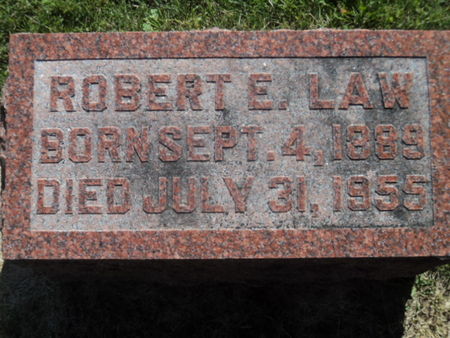 ROBERT E. LAW
BORN SEPT. 4, 1889
DIED JULY 31, 1955